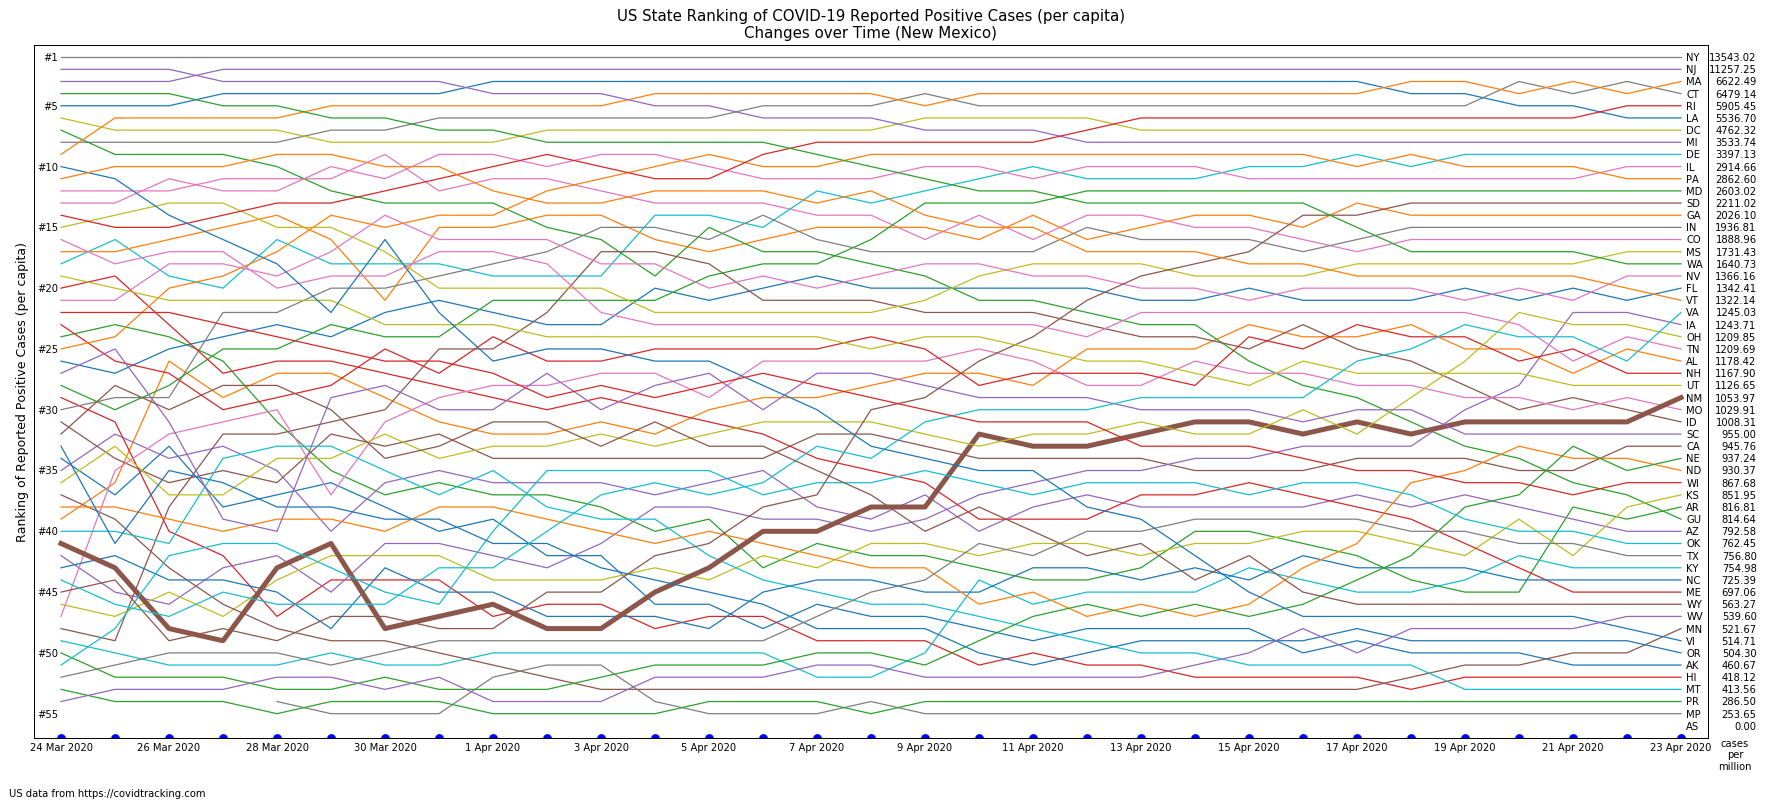 US State Ranking of COVID-19 Reported Positive Cases (per capita)
Changes over Time (New Mexico)
Ranking of Reported Positive Cases (per capita)
#1
#5
#10
#15
#20
#25
#30
#35
#40
#45
#50
#55
NY 13543.02
NJ 11257.25
MA 6622.49
CT 6479.14
RI 5905.45
LA 5536.70
DC 4762.32
MI 3533.74
DE 3397.13
IL 2914.66
PA 2862.60
MD 2603.02
SD 2211.02
GA 2026.10
IN 1936.81
CO 1888.96
MS 1731.43
WA 1640.73
NV 1366.16
FL 1342.41
VT 1322.14
VA 1245.03
IA 1243.71
OH 1209.85
TN 1209.69
AL 1178.42
NH 1167.90
UT 1126.65
NM 1053.97
MO 1029.91
ID 1008.31
SC 955.00
CA 945.76
NE 937.24
ND 930.37
WI 867.68
KS 851.95
AR 816.81
GU 814.64
AZ 792.58
OK 762.45
TX 756.80
KY 754.98
NC 725.39
ME 697.06
WY 563.27
WV 539.60
MN 521.67
VI 514.71
OR 504.30
AK 460.67
HI 418.12
MT 413.56
PR 286.50
MP 253.65
AS 0.00
24 Mar 2020 26 Mar 2020 28 Mar 2020 30 Mar 2020 1 Apr 2020 3 Apr 2020 5 Apr 2020 7 Apr 2020 9 Apr 2020 11 Apr 2020 13 Apr 2020 15 Apr 2020 17 Apr 2020 19 Apr 2020 21 Apr 2020 23 Apr 2020
cases
per
million
US data from https://covidtracking.com